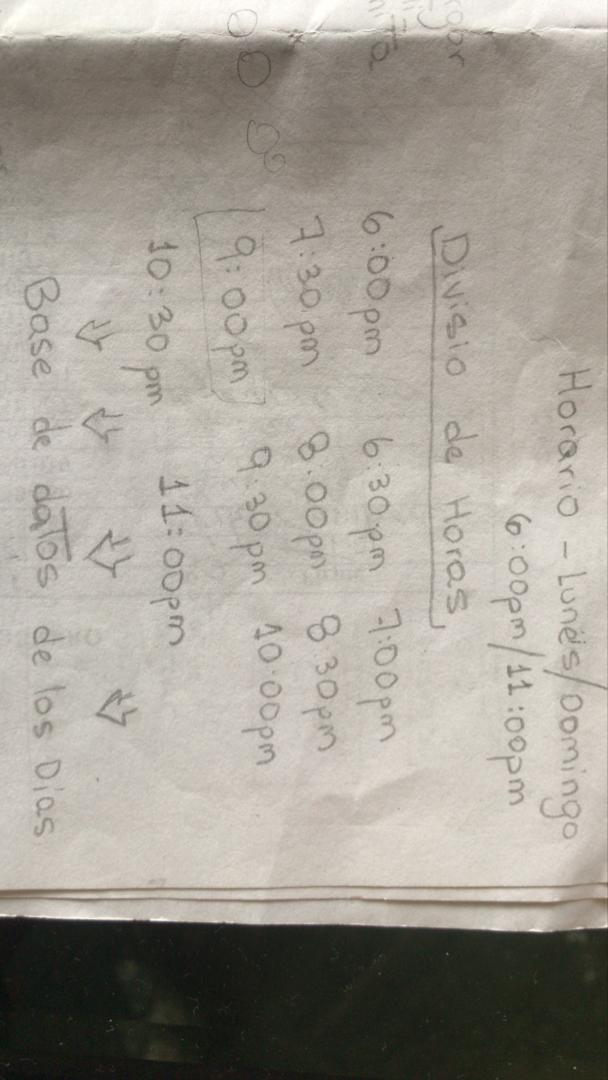 Horario - Lunes/Domingo
6:00pm/11:00pm
Divisio de Horas
6:00pm 6:30pm 7:00pm
7:30pm 8:00pm 8:30pm
9:00pm 9:30pm 10:00pm
10:30pm 11:00pm
Base de datos de los Días